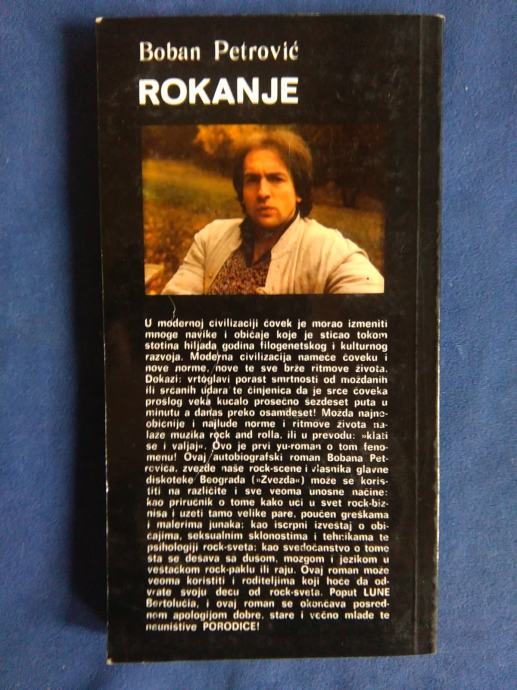 Boban Petrović
ROKANJE
U modernoj civilizaciji čovek je morao izmeniti
mnoge navike i običaje koje je sticao tokom
stotina hiljada godina filogenetskog i kulturnog
razvoja. Moderna civilizacija nameće čoveku i
nove norme, nove te sve brže ritmove života.
Dokazi: vrtoglavi porast smrtnosti od moždanih
ili srčanih udara te činjenica da je srce čoveka
prošlog veka kucalo prosečno šezdeset puta u
minutu a danas preko osamdeset! Možda najne-
običnije i najluđe norme i ritmove života na-
laže muzika rock and rolla, ili u prevodu: »klati
se i valjaj«. Ovo je prvi yu-roman o tom feno-
menu! Ovaj autobiografski roman Bobana Pet-
rovića, zvezde naše rock-scene i vlasnika glavne
diskoteke Beograda (»Zvezda«) može se koris-
titi na različite i sve veoma unosne načine:
kao priručnik o tome kako ući u svet rock-biz-
nisa i uzeti tamo velike pare, poučen greškama
i malerima junaka; kao iscrpni izveštaj o obi-
čajima, seksualnim sklonostima i tehnikama te
psihologiji rock-sveta; kao svedočanstvo o tome
šta se dešava sa dušom, mozgom i jezikom u
veštačkom rock-paklu ili raju. Ovaj roman može
veoma koristiti i roditeljima koji hoće da od-
vrate svoju decu od rock-sveta. Poput LUNE
Bertolučia, i ovaj roman se okončava posred-
nom apologijom dobre, stare i večno mlade te
neuništive PORODICE!